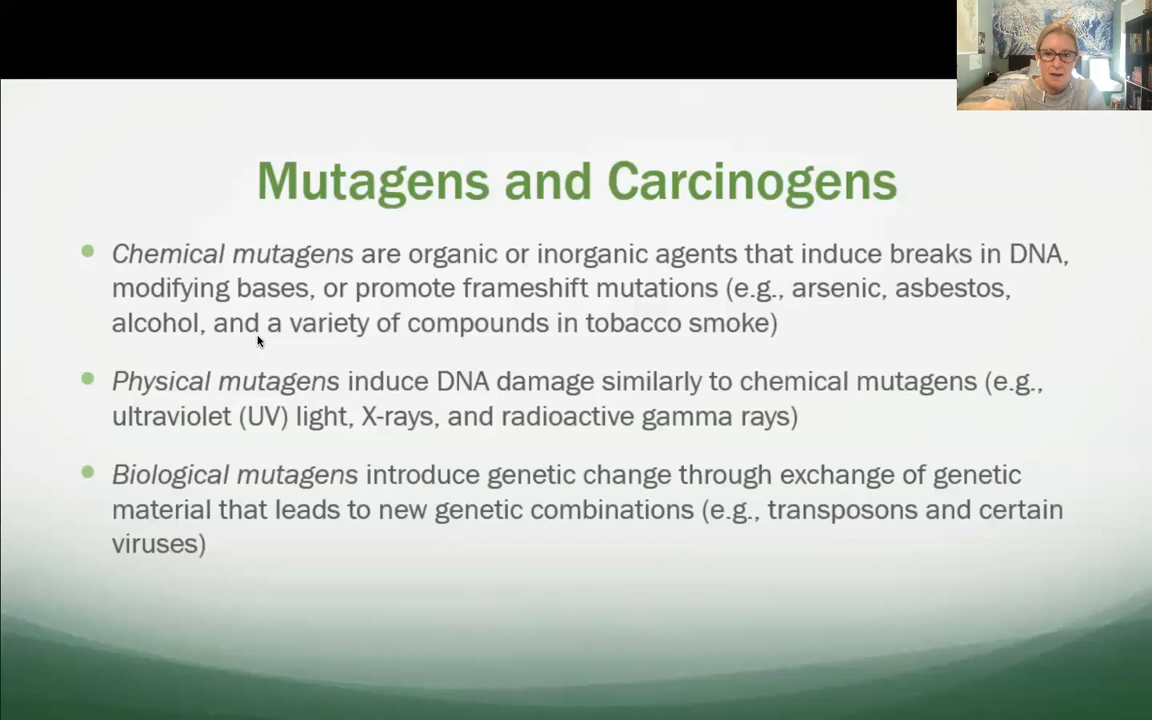 Mutagens and Carcinogens
Chemical mutagens are organic or inorganic agents that induce breaks in DNA,
modifying bases, or promote frameshift mutations (e.g., arsenic, asbestos,
alcohol, and a variety of compounds in tobacco smoke)
Physical mutagens induce DNA damage similarly to chemical mutagens (e.g.,
ultraviolet (UV) light, X-rays, and radioactive gamma rays)
Biological mutagens introduce genetic change through exchange of genetic
material that leads to new genetic combinations (e.g., transposons and certain
viruses)